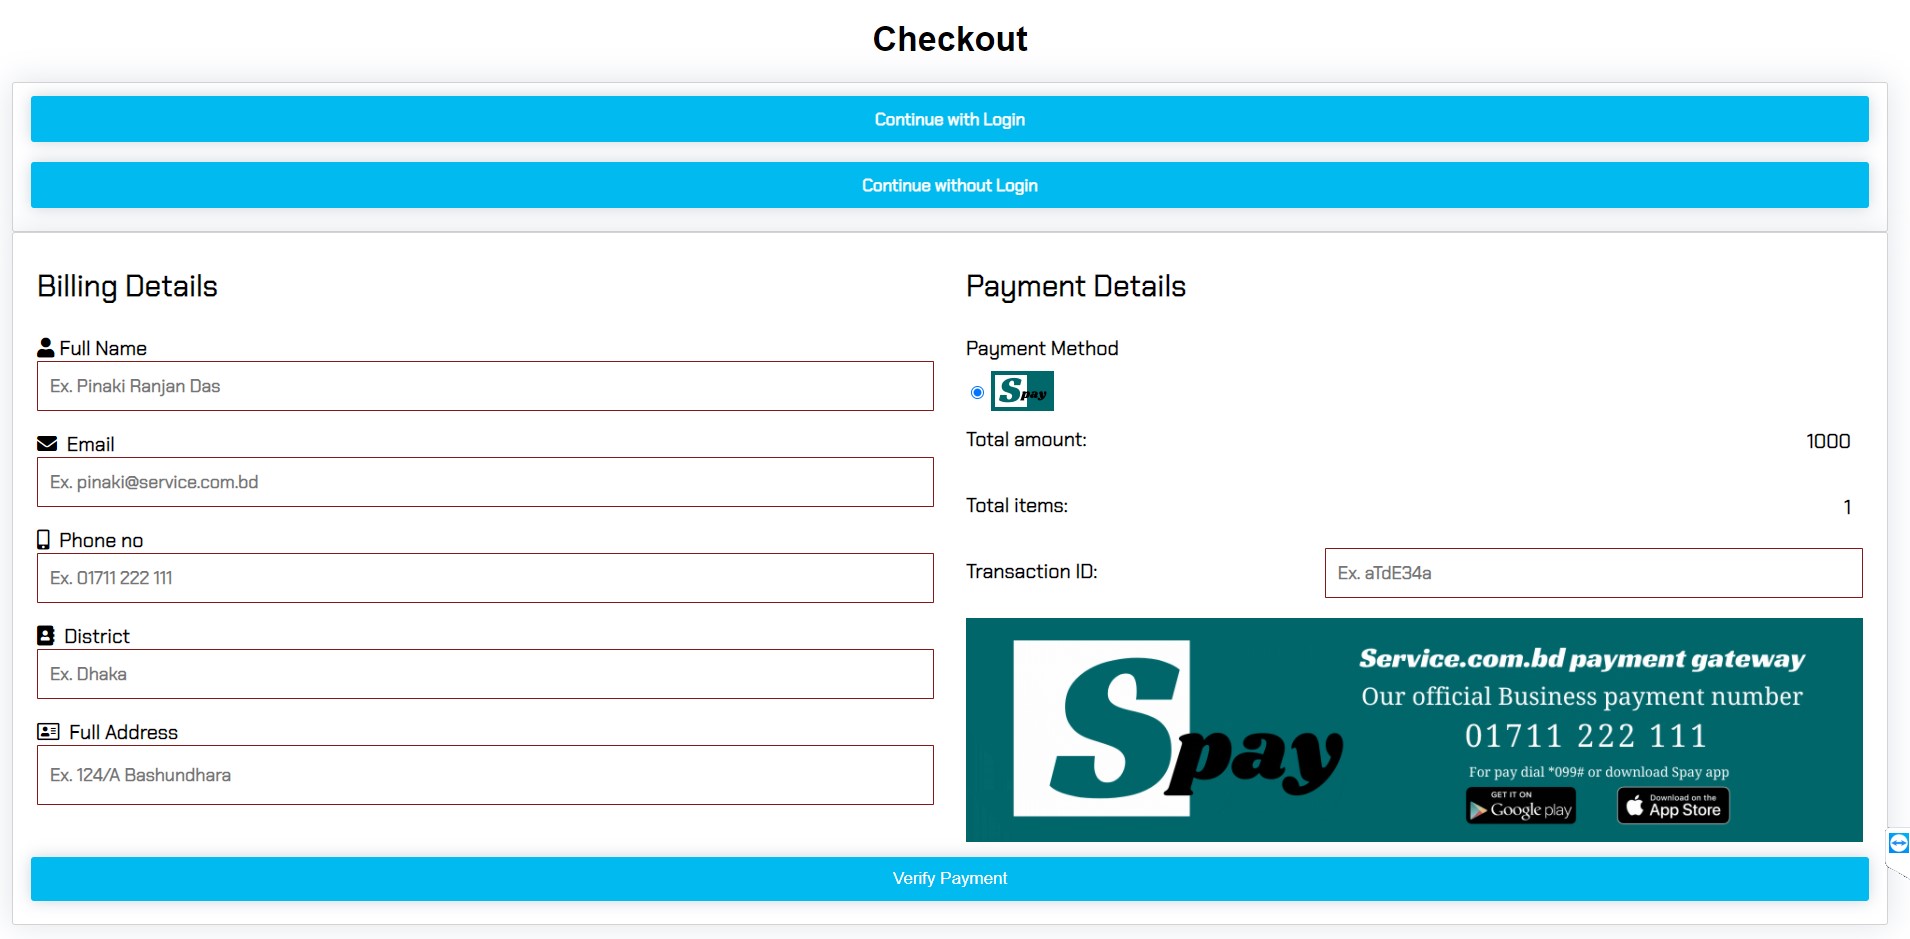 Checkout
Continue with Login
Continue without Login
Billing Details
Full Name
Ex. Pinaki Ranjan Das
Email
Ex. pinaki@service.com.bd
Phone no
Ex. 01711 222 111
District
Ex. Dhaka
Full Address
Ex. 124/A Bashundhara
Payment Details
Payment Method
Spay
Total amount: 1000
Total items: 1
Transaction ID: Ex. aTdE34a
Spay
Service.com.bd payment gateway
Our official Business payment number
01711 222 111
For pay dial *099# or download Spay app
GET IT ON
Google play
Download on the
App Store
Verify Payment